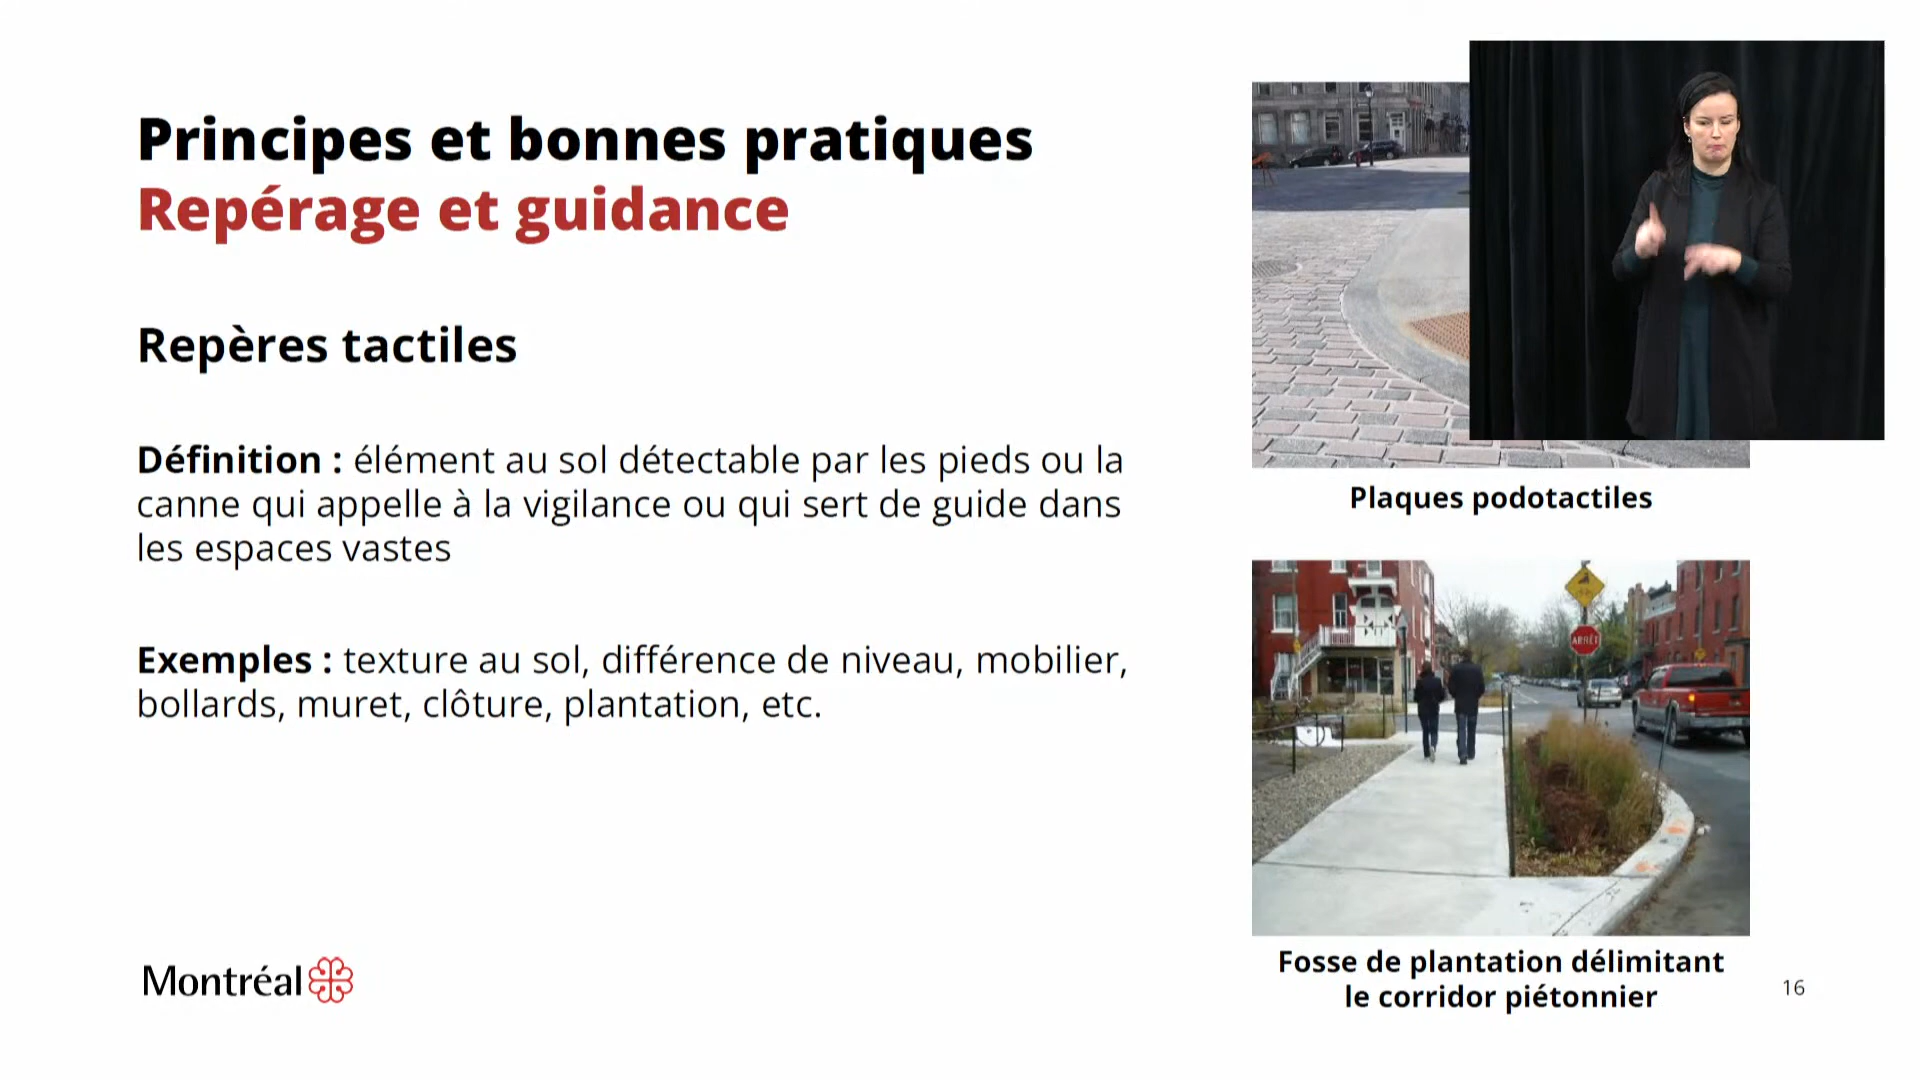 Principes et bonnes pratiques
Repérage et guidance
Repères tactiles
Définition : élément au sol détectable par les pieds ou la
canne qui appelle à la vigilance ou qui sert de guide dans
les espaces vastes
Exemples : texture au sol, différence de niveau, mobilier,
bollards, muret, clôture, plantation, etc.
Plaques podotactiles
ARRÊT
Fosse de plantation délimitant
le corridor piétonnier
Montréal
16